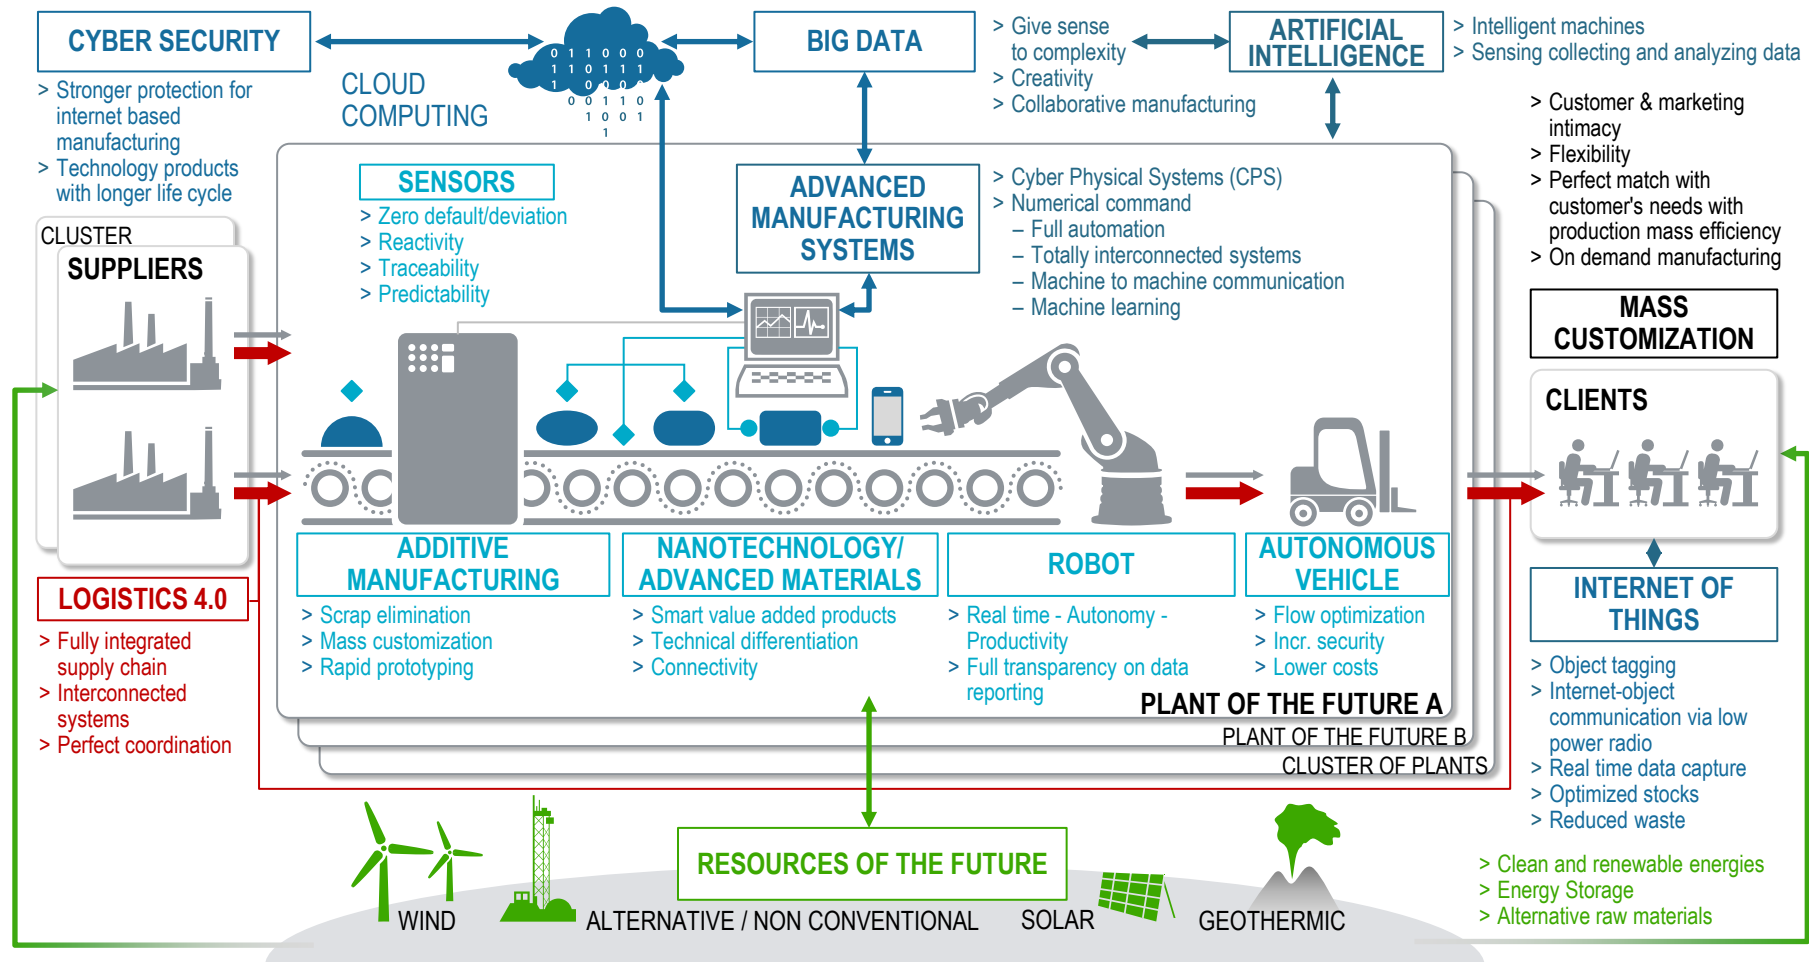 CYBER SECURITY
> Stronger protection for
internet based
manufacturing
> Technology products
with longer life cycle
CLOUD
COMPUTING
0 1 1 0 0 0
BIG DATA
> Give sense
to complexity
> Creativity
> Collaborative manufacturing
ARTIFICIAL
INTELLIGENCE
> Intelligent machines
> Sensing collecting and analyzing data
> Customer & marketing
intimacy
> Flexibility
> Perfect match with
customer's needs with
production mass efficiency
> On demand manufacturing
MASS
CUSTOMIZATION
CLUSTER
SUPPLIERS
SENSORS
> Zero default/deviation
> Reactivity
> Traceability
> Predictability
ADVANCED
MANUFACTURING
SYSTEMS
> Cyber Physical Systems (CPS)
> Numerical command
– Full automation
– Totally interconnected systems
– Machine to machine communication
– Machine learning
CLIENTS
ADDITIVE
MANUFACTURING
> Scrap elimination
> Mass customization
> Rapid prototyping
NANOTECHNOLOGY/
ADVANCED MATERIALS
> Smart value added products
> Technical differentiation
> Connectivity
ROBOT
> Real time - Autonomy -
Productivity
> Full transparency on data
reporting
AUTONOMOUS
VEHICLE
> Flow optimization
> Incr. security
> Lower costs
PLANT OF THE FUTURE A
PLANT OF THE FUTURE B
CLUSTER OF PLANTS
LOGISTICS 4.0
> Fully integrated
supply chain
> Interconnected
systems
> Perfect coordination
INTERNET OF
THINGS
> Object tagging
> Internet-object
communication via low
power radio
> Real time data capture
> Optimized stocks
> Reduced waste
RESOURCES OF THE FUTURE
> Clean and renewable energies
> Energy Storage
> Alternative raw materials
WIND
ALTERNATIVE / NON CONVENTIONAL
SOLAR
GEOTHERMIC